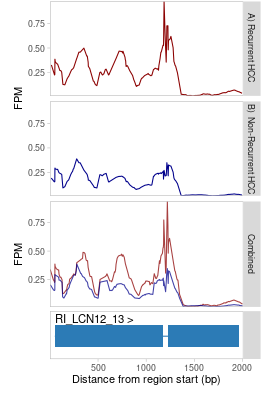 0.75
0.50
0.25
FPM
A) Recurrent HCC
0.75
0.50
0.25
B) Non-Recurrent HCC
0.75
0.50
0.25
FPM
Combined
RI_LCN12_13 >
500 1000 1500 2000
Distance from region start (bp)